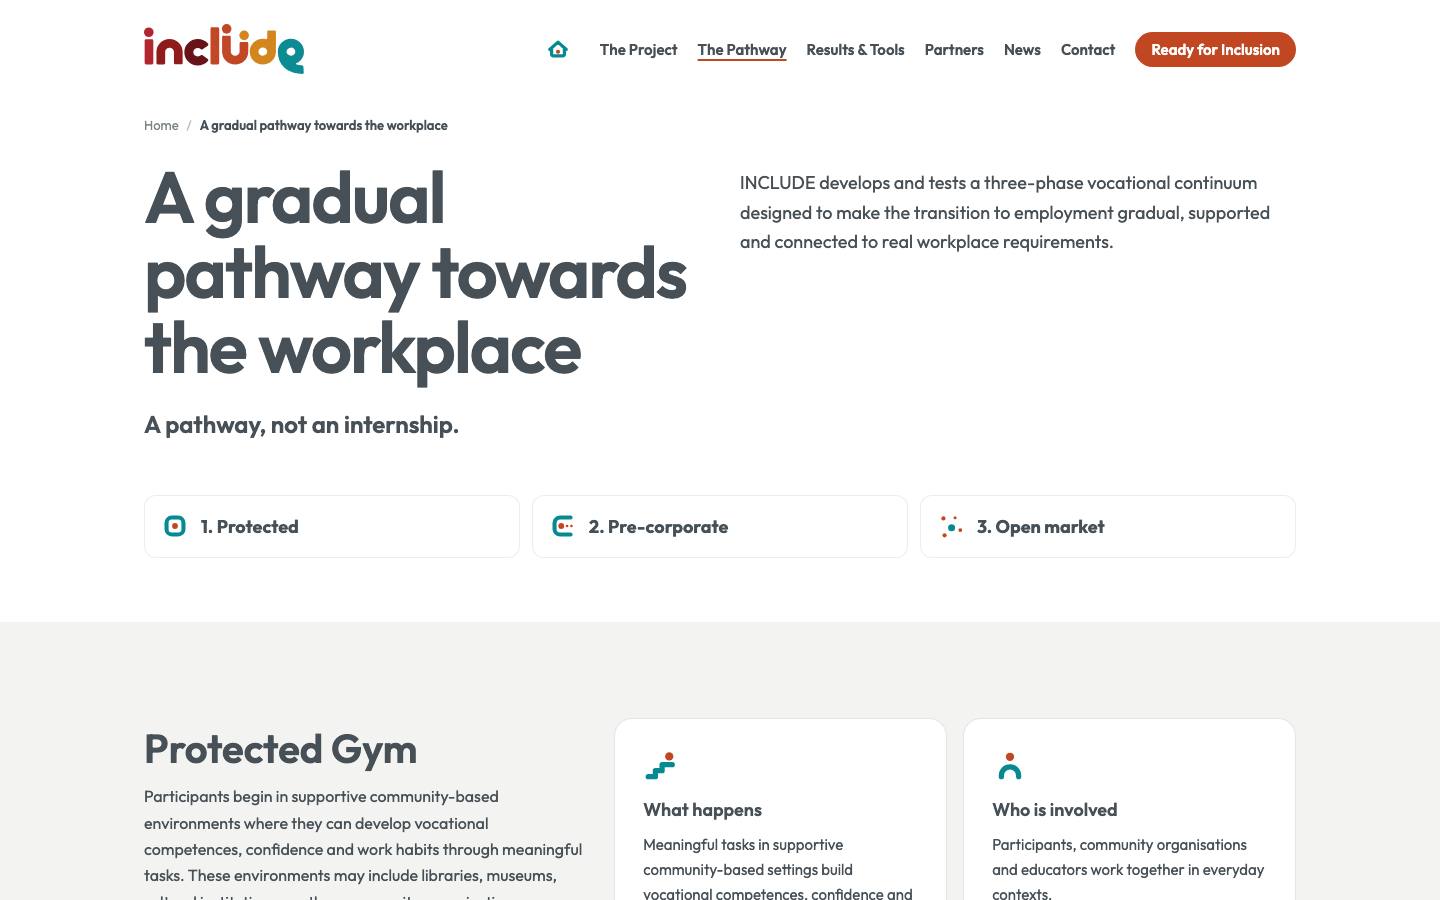 include
The Project
The Pathway
Results & Tools
Partners
News
Contact
Ready for Inclusion
Home / A gradual pathway towards the workplace
A gradual
pathway towards
the workplace
INCLUDE develops and tests a three-phase vocational continuum
designed to make the transition to employment gradual, supported
and connected to real workplace requirements.
A pathway, not an internship.
1. Protected
2. Pre-corporate
3. Open market
Protected Gym
Participants begin in supportive community-based
environments where they can develop vocational
competences, confidence and work habits through meaningful
tasks. These environments may include libraries, museums,
What happens
Meaningful tasks in supportive
community-based settings build
vocational competences, confidence and
Who is involved
Participants, community organisations
and educators work together in everyday
contexts.